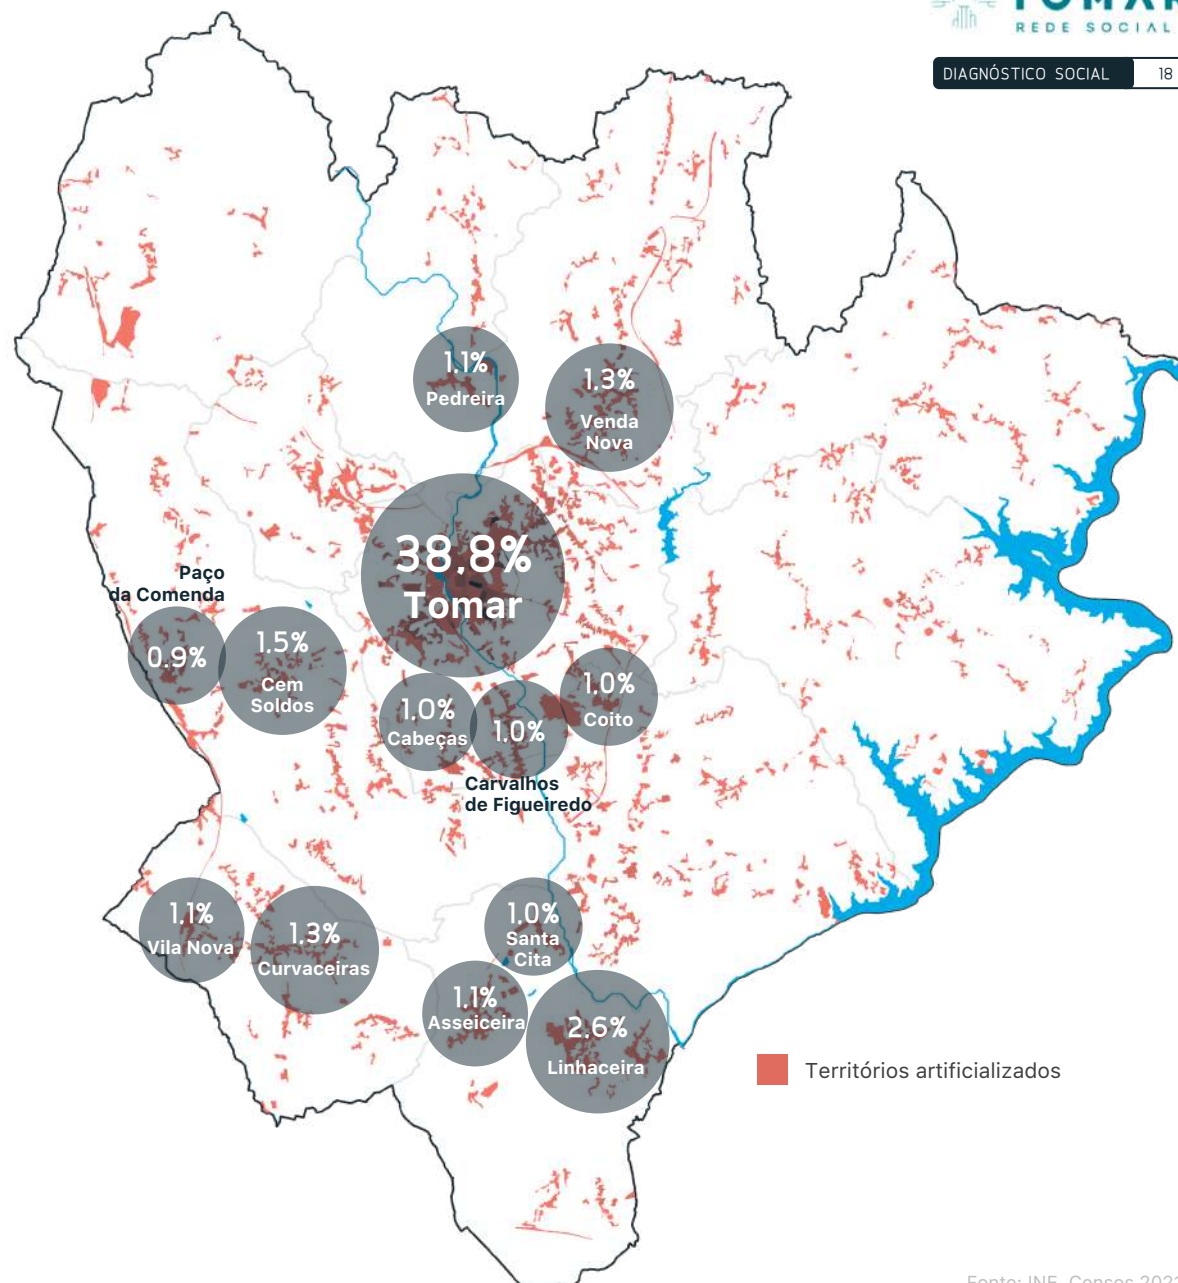 REDE SOCIAL
DIAGNÓSTICO SOCIAL 18
1.1%
Pedreira
1.3%
Venda
Nova
38.8%
Tomar
Paço
da Comenda
0.9%
1.5%
Cem
Soldos
1.0%
Cabeças
1.0%
Carvalhos
de Figueiredo
1.0%
Coito
1.1%
Vila Nova
1.3%
Curvaceiras
1.0%
Santa
Cita
1.1%
Asseiceira
2.6%
Linhaceira
Territórios artificializados